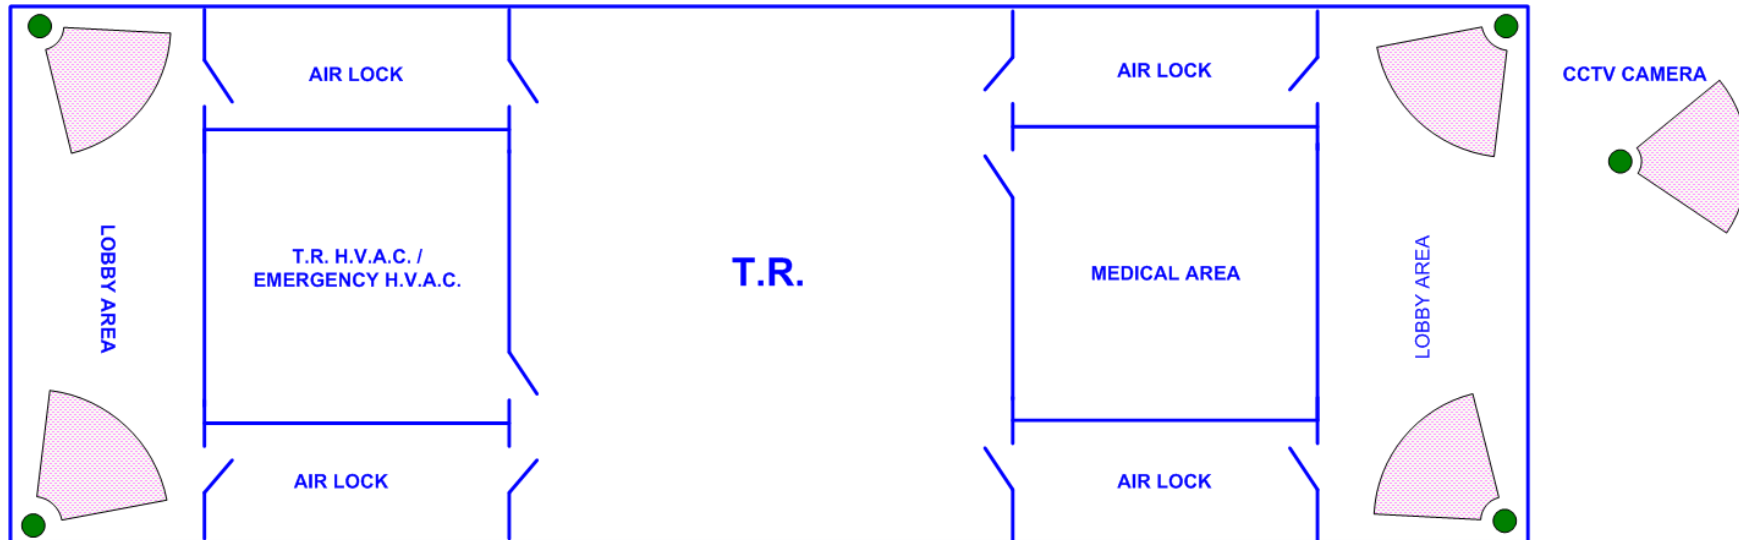 AIR LOCK
AIR LOCK
CCTV CAMERA
LOBBY AREA
T.R. H.V.A.C. /
EMERGENCY H.V.A.C.
T.R.
MEDICAL AREA
LOBBY AREA
AIR LOCK
AIR LOCK